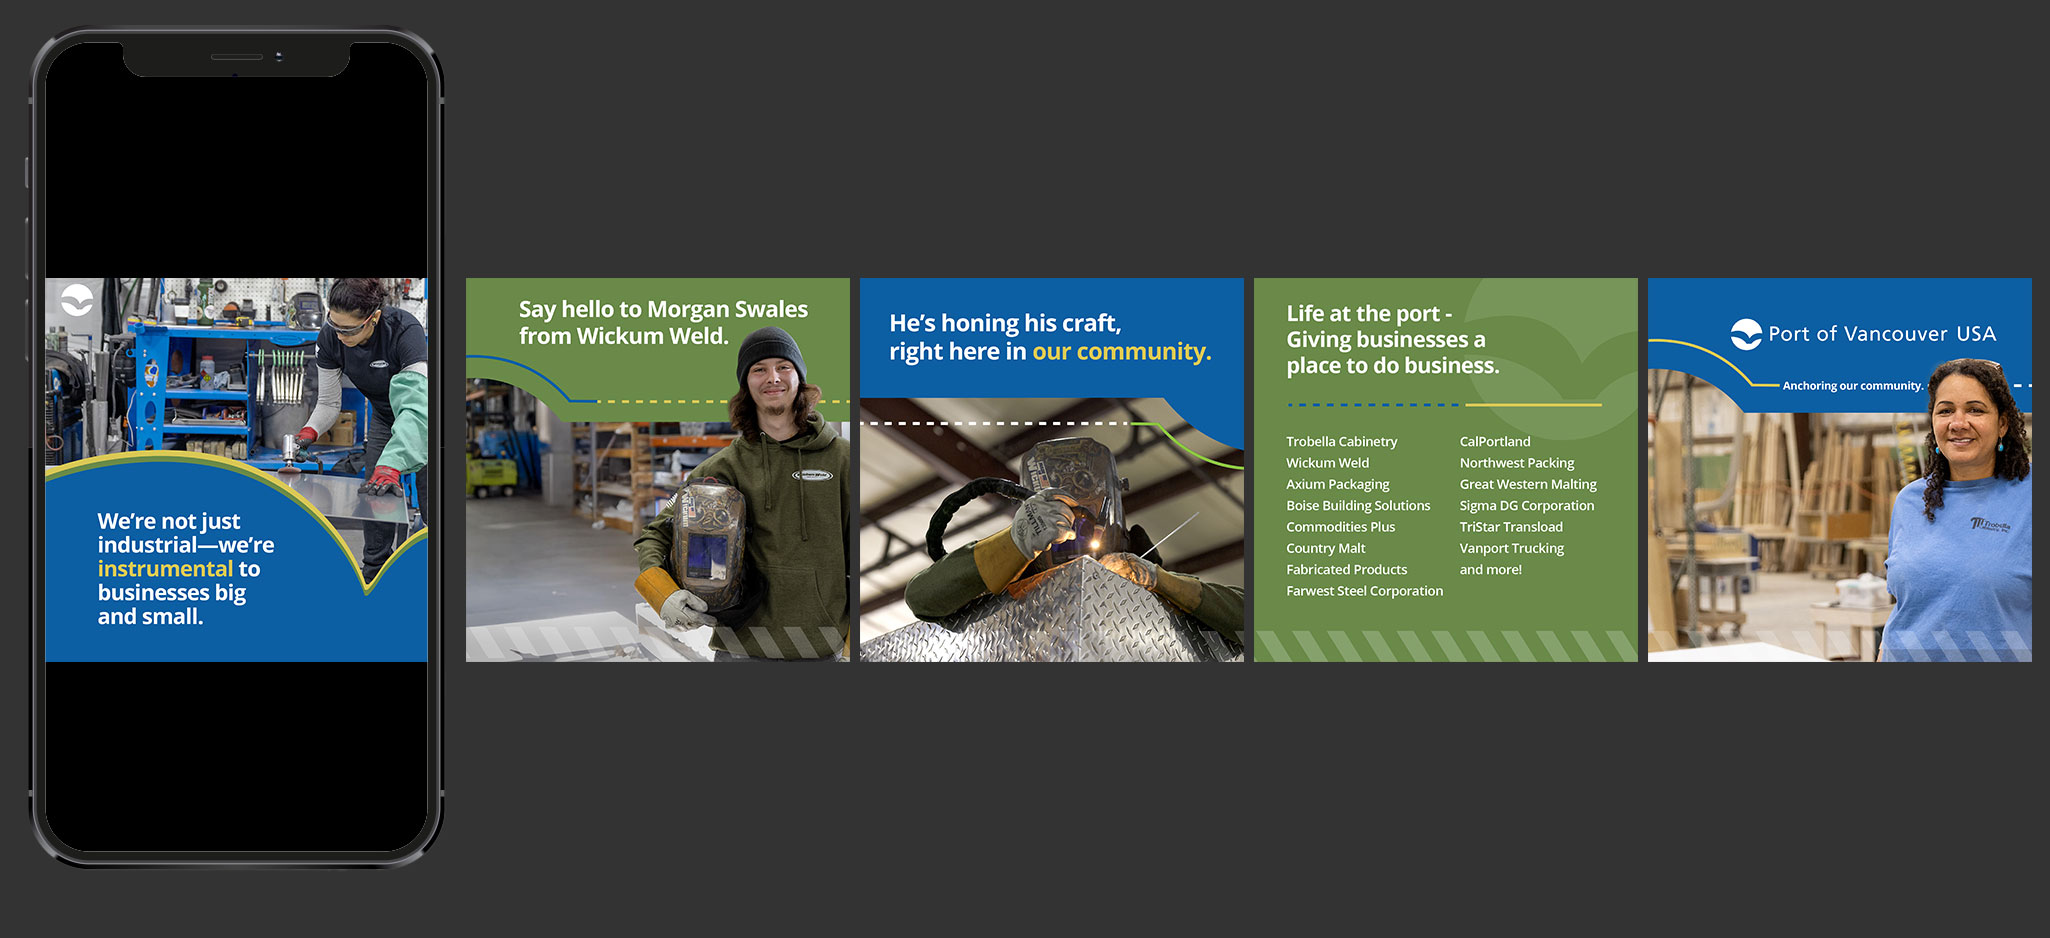 We're not just
industrial—we're
instrumental to
businesses big
and small.
Say hello to Morgan Swales
from Wickum Weld.
He's honing his craft,
right here in our community.
Life at the port -
Giving businesses a
place to do business.
Trobella Cabinetry
Wickum Weld
Axium Packaging
Boise Building Solutions
Commodities Plus
Country Malt
Fabricated Products
Farwest Steel Corporation
CalPortland
Northwest Packing
Great Western Malting
Sigma DG Corporation
TriStar Transload
Vanport Trucking
and more!
Port of Vancouver USA
Anchoring our community.
Trobella